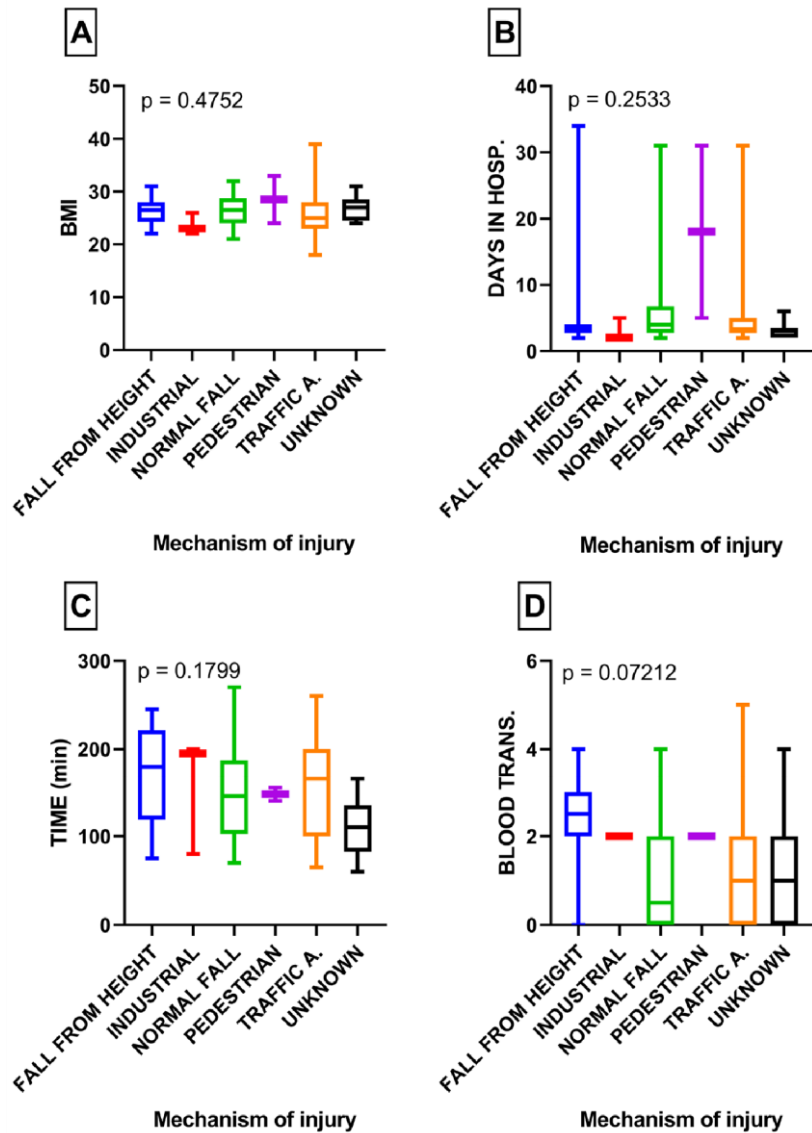 A
p = 0.4752
BMI
50
40
30
20
10
0
FALL FROM HEIGHT
INDUSTRIAL
NORMAL FALL
PEDESTRIAN
TRAFFIC A.
UNKNOWN
Mechanism of injury
B
p = 0.2533
DAYS IN HOSP.
40
30
20
10
0
FALL FROM HEIGHT
INDUSTRIAL
NORMAL FALL
PEDESTRIAN
TRAFFIC A.
UNKNOWN
Mechanism of injury
C
p = 0.1799
TIME (min)
300
200
100
0
FALL FROM HEIGHT
INDUSTRIAL
NORMAL FALL
PEDESTRIAN
TRAFFIC A.
UNKNOWN
Mechanism of injury
D
p = 0.07212
BLOOD TRANS.
6
4
2
0
FALL FROM HEIGHT
INDUSTRIAL
NORMAL FALL
PEDESTRIAN
TRAFFIC A.
UNKNOWN
Mechanism of injury